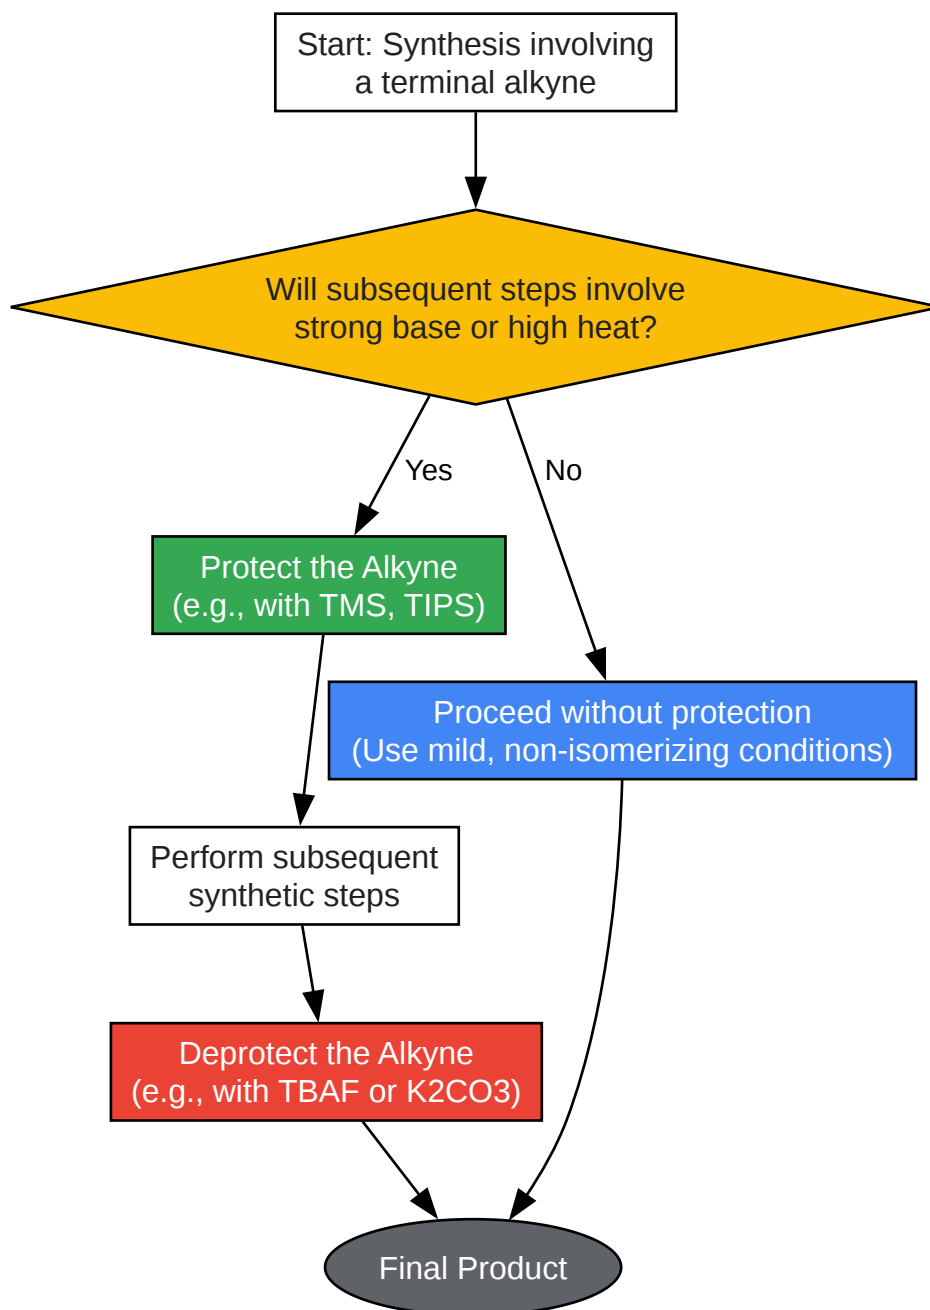 Start: Synthesis involving
a terminal alkyne
Will subsequent steps involve
strong base or high heat?
Yes
No
Protect the Alkyne
(e.g., with TMS, TIPS)
Proceed without protection
(Use mild, non-isomerizing conditions)
Perform subsequent
synthetic steps
Deprotect the Alkyne
(e.g., with TBAF or K2CO3)
Final Product